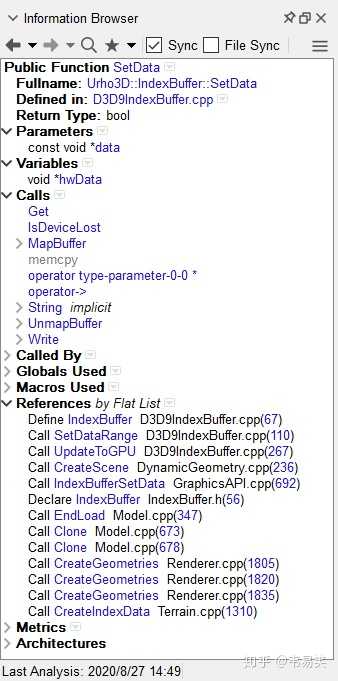 Information Browser
Sync File Sync
Public Function SetData
Fullname: Urho3D::IndexBuffer::SetData
Defined in: D3D9IndexBuffer.cpp
Return Type: bool
Parameters
const void *data
Variables
void *hwData
Calls
Get
IsDeviceLost
MapBuffer
memcpy
operator type-parameter-0-0 *
operator->
String implicit
UnmapBuffer
Write
Called By
Globals Used
Macros Used
References by Flat List
Define IndexBuffer D3D9IndexBuffer.cpp(67)
Call SetDataRange D3D9IndexBuffer.cpp(110)
Call UpdateToGPU D3D9IndexBuffer.cpp(267)
Call CreateScene DynamicGeometry.cpp(236)
Call IndexBufferSetData GraphicsAPI.cpp(692)
Declare IndexBuffer IndexBuffer.h(56)
Call EndLoad Model.cpp(347)
Call Clone Model.cpp(673)
Call Clone Model.cpp(678)
Call CreateGeometries Renderer.cpp(1805)
Call CreateGeometries Renderer.cpp(1820)
Call CreateGeometries Renderer.cpp(1835)
Call CreateIndexData Terrain.cpp(1310)
Metrics
Architectures
知乎 @韦易笑
Last Analysis: 2020/8/27 14:49